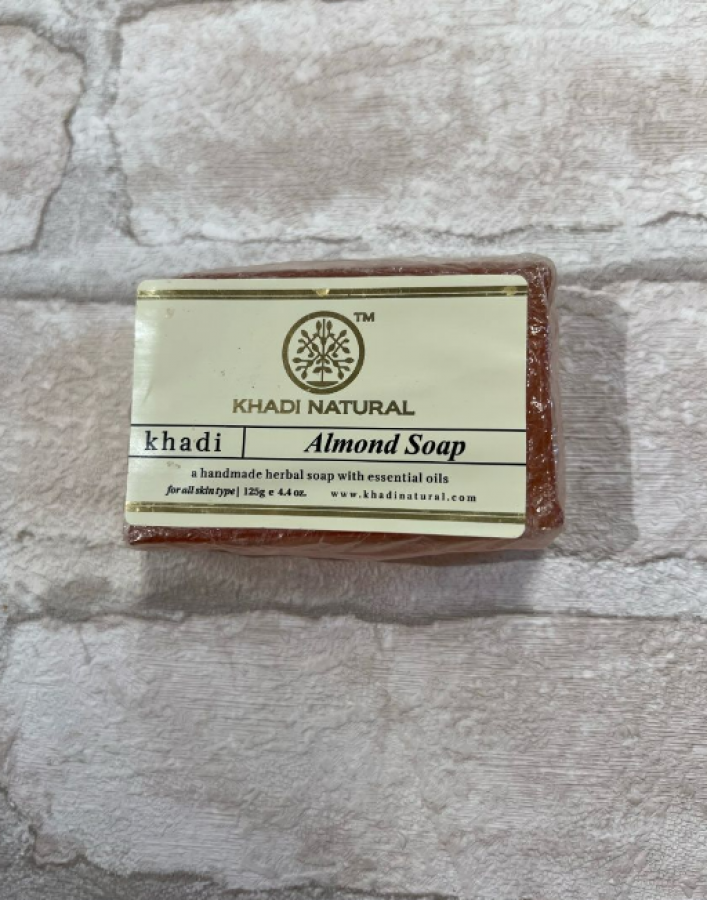 TM
KHADI NATURAL
khadi | Almond Soap
a handmade herbal soap with essential oils
for all skin type | 125g e 4.4 oz. www.khadinatural.com